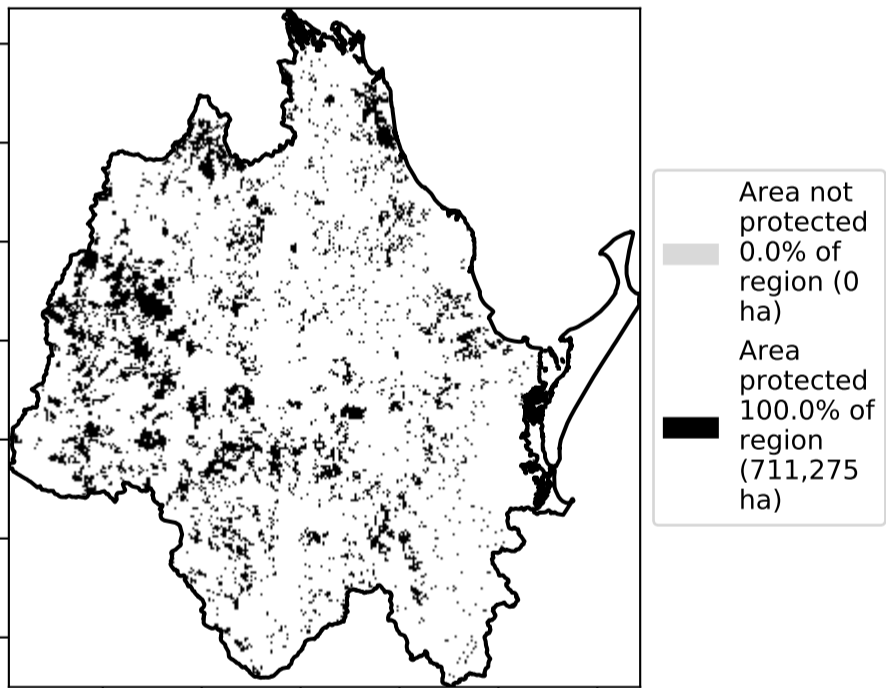 Area not
protected
0.0% of
region (0
ha)
Area
protected
100.0% of
region
(711,275
ha)